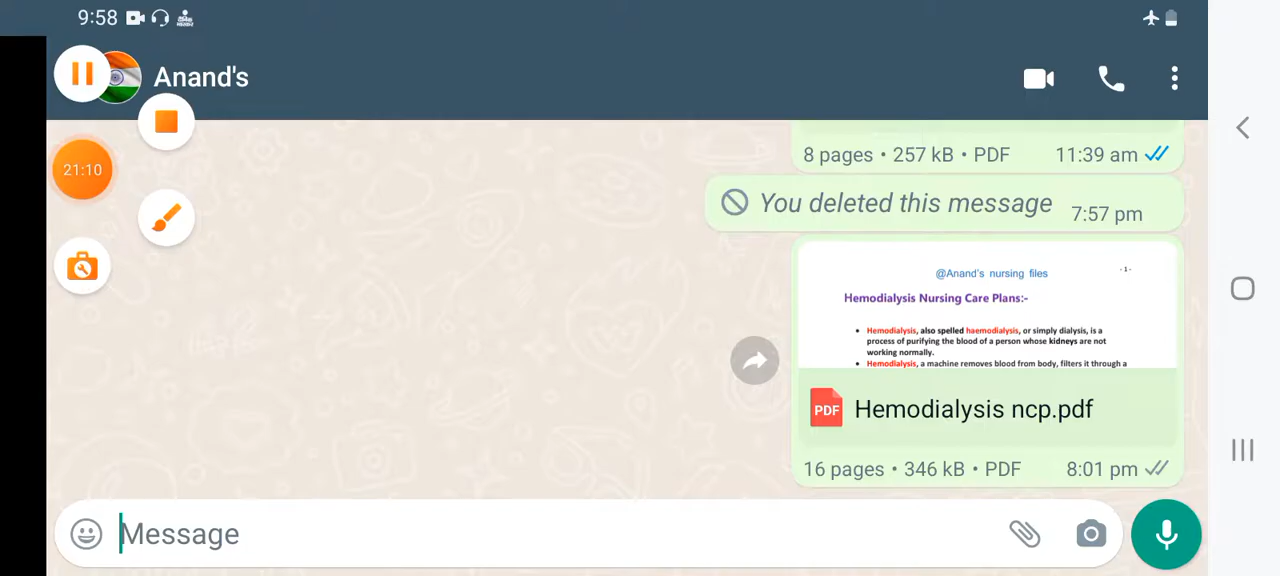 9:58
Anand's
21:10
8 pages • 257 kB • PDF 11:39 am
You deleted this message 7:57 pm
@Anand's nursing files -1-
Hemodialysis Nursing Care Plans:-
• Hemodialysis, also spelled haemodialysis, or simply dialysis, is a
process of purifying the blood of a person whose kidneys are not
working normally.
• Hemodialysis, a machine removes blood from body, filters it through a
PDF Hemodialysis ncp.pdf
16 pages • 346 kB • PDF 8:01 pm
Message